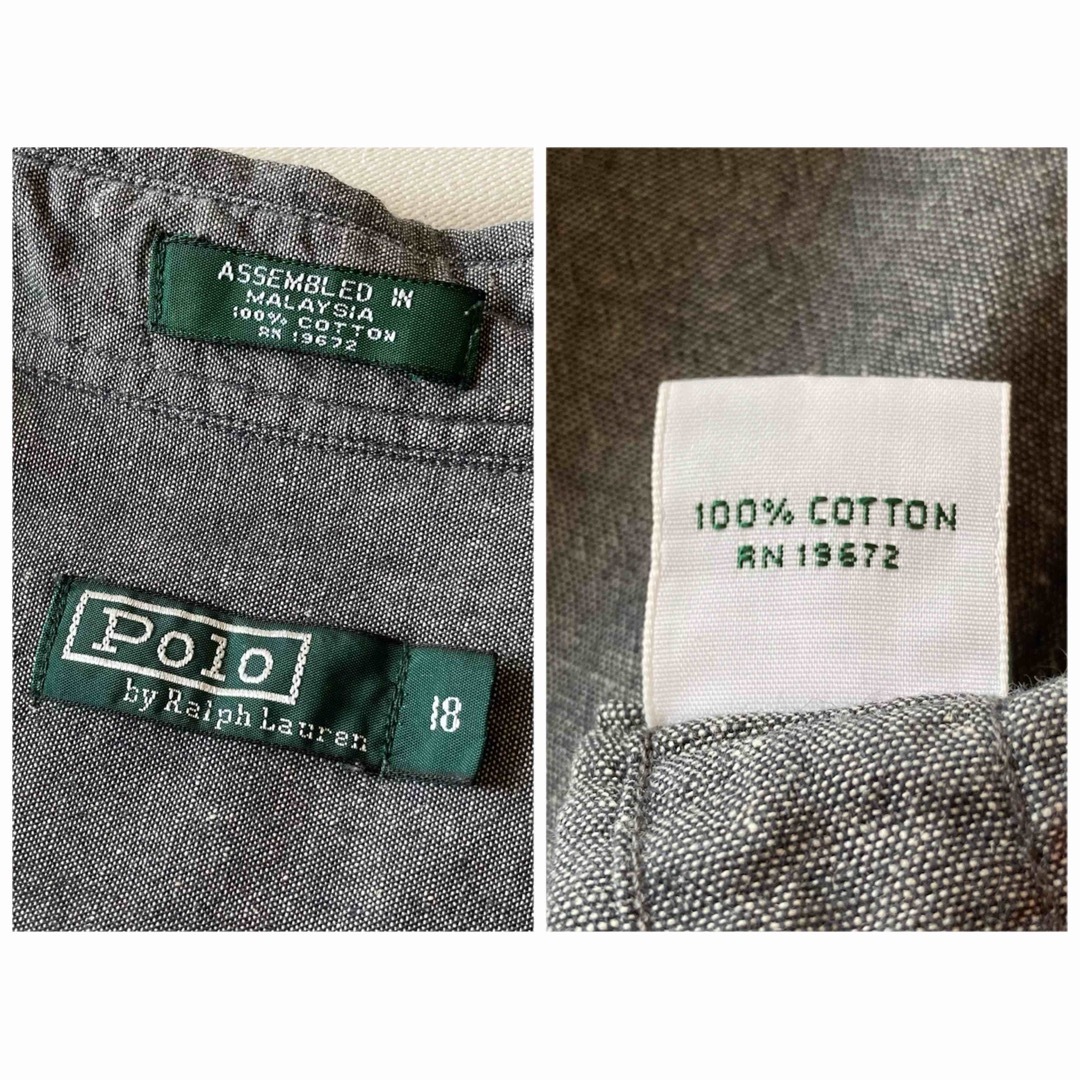 ASSEMBLED IN
MALAYSIA
100% COTTON
RN 19672
Polo
by Ralph Lauren
18
100% COTTON
RN 19672